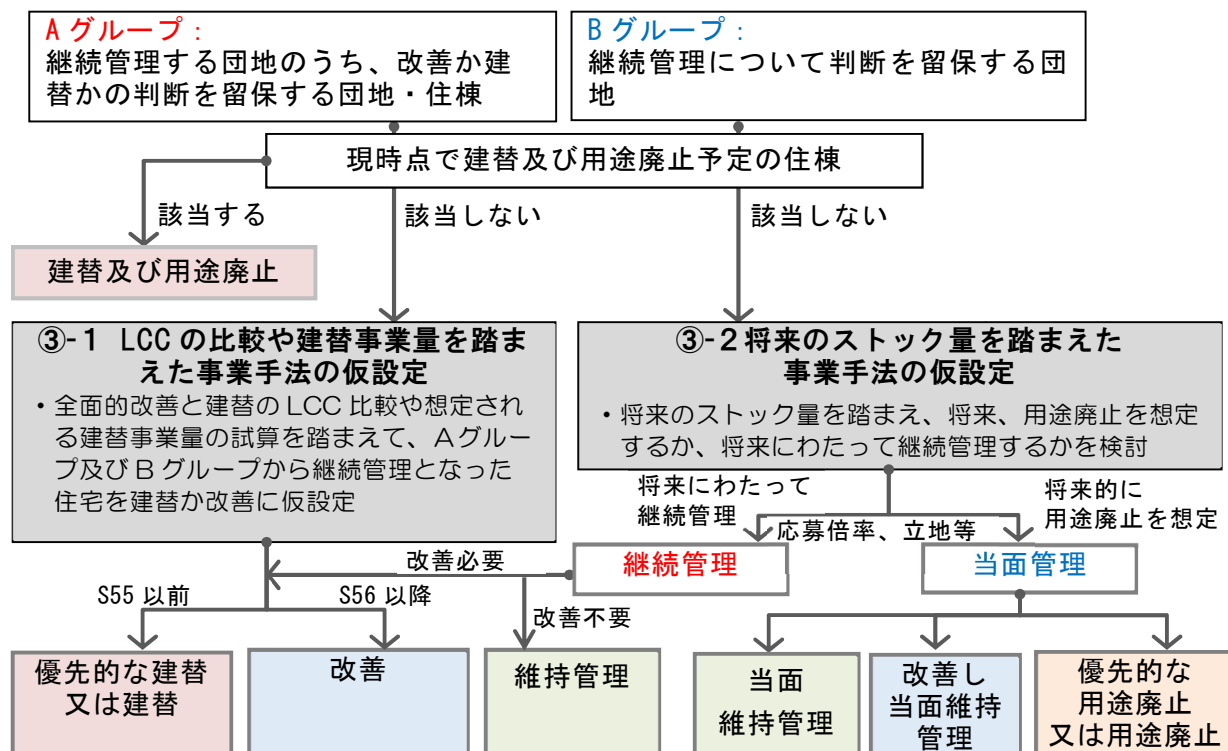 Aグループ：
継続管理する団地のうち、改善か建
替かの判断を留保する団地・住棟
Bグループ：
継続管理について判断を留保する団
地
現時点で建替及び用途廃止予定の住棟
該当する
該当しない
該当しない
建替及び用途廃止
③-1 LCCの比較や建替事業量を踏ま
えた事業手法の仮設定
・全面的改善と建替のLCC比較や想定され
る建替事業量の試算を踏まえて、Aグルー
プ及びBグループから継続管理となった
住宅を建替か改善に仮設定
③-2将来のストック量を踏まえた
事業手法の仮設定
・将来のストック量を踏まえ、将来、用途廃止を想定
するか、将来にわたって継続管理するかを検討
将来にわたって
継続管理
応募倍率、立地等
将来的に
用途廃止を想定
改善必要
継続管理
当面管理
S55以前
S56以降
改善不要
優先的な建替
又は建替
改善
維持管理
当面
維持管理
改善し
当面維持
管理
優先的な
用途廃止
又は用途廃止